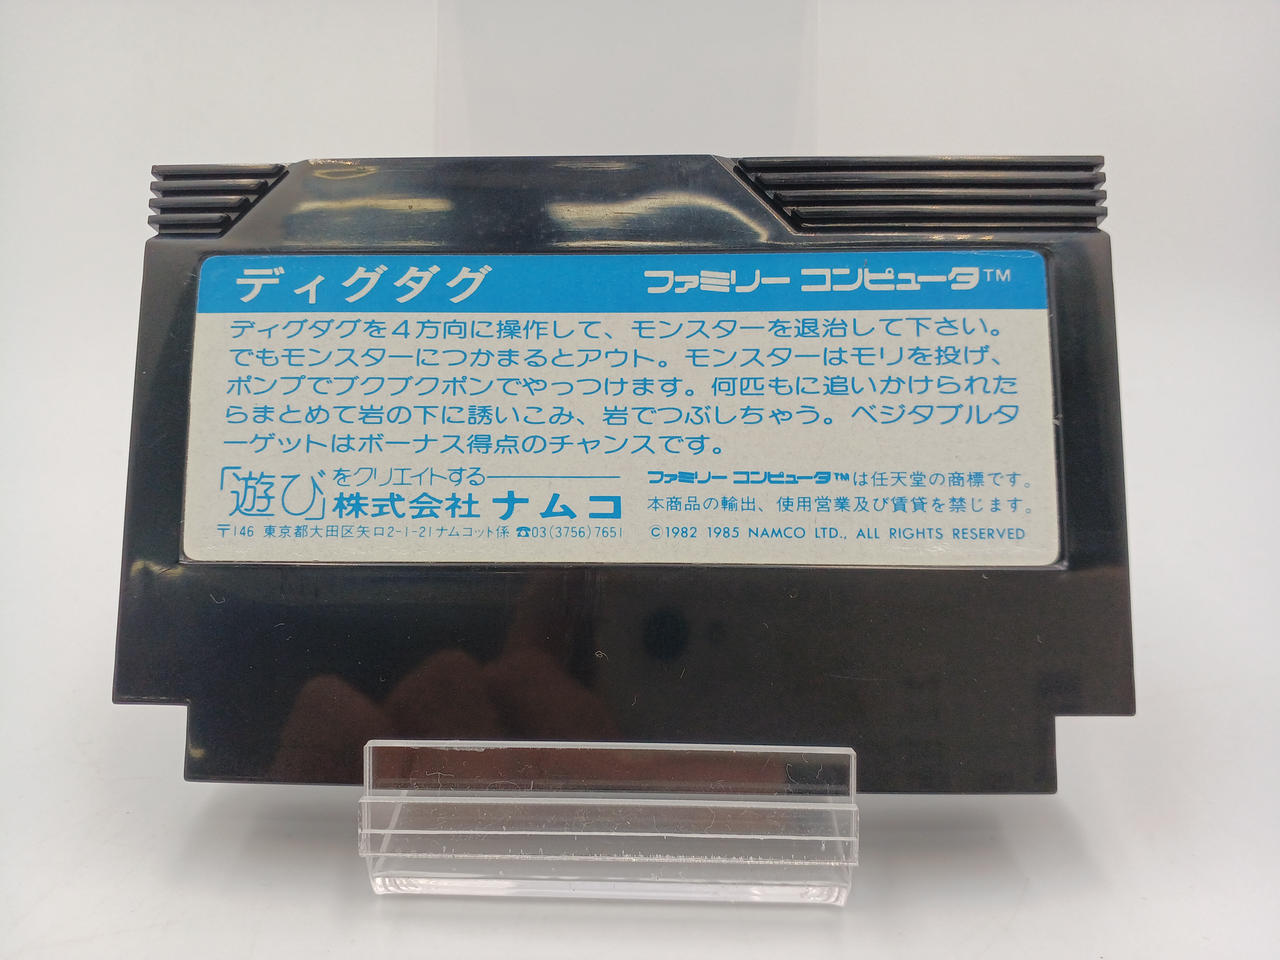 ディグダグ
ファミリー コンピュータ™
ディグダグを4方向に操作して、モンスターを退治して下さい。
でもモンスターにつかまるとアウト。モンスターはモリを投げ、
ポンプでブクブクポンでやっつけます。何匹もに追いかけられた
らまとめて岩の下に誘いこみ、岩でつぶしちゃう。ベジタブルタ
ーゲットはボーナス得点のチャンスです。
「遊び」をクリエイトする
株式会社ナムコ
〒146 東京都大田区矢口2-1-21ナムコット係 ☎03(3756)7651
ファミリー コンピュータ™は任天堂の商標です。
本商品の輸出、使用営業及び賃貸を禁じます。
©1982 1985 NAMCO LTD., ALL RIGHTS RESERVED